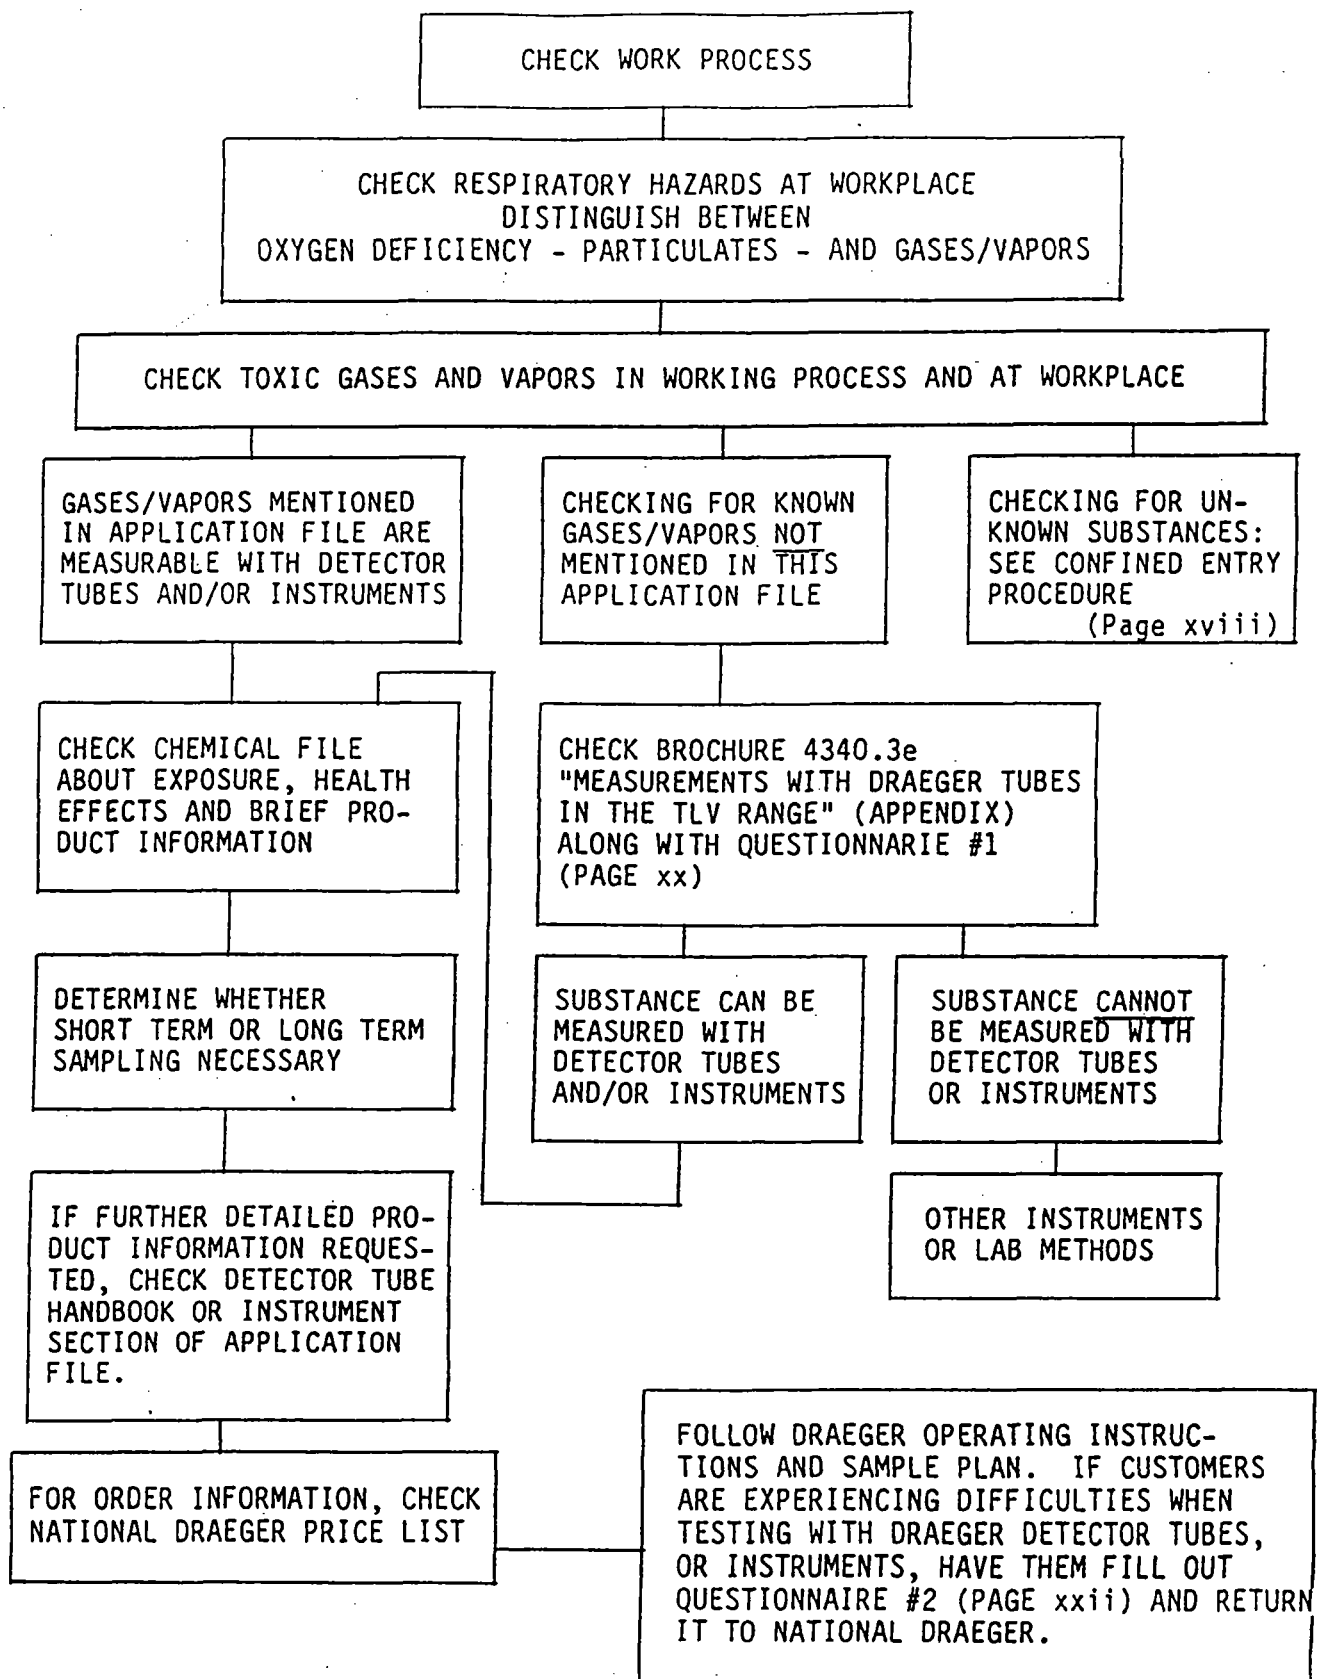 CHECK WORK PROCESS
CHECK RESPIRATORY HAZARDS AT WORKPLACE
DISTINGUISH BETWEEN
OXYGEN DEFICIENCY - PARTICULATES - AND GASES/VAPORS
CHECK TOXIC GASES AND VAPORS IN WORKING PROCESS AND AT WORKPLACE
GASES/VAPORS MENTIONED
IN APPLICATION FILE ARE
MEASURABLE WITH DETECTOR
TUBES AND/OR INSTRUMENTS
CHECKING FOR KNOWN
GASES/VAPORS NOT
MENTIONED IN THIS
APPLICATION FILE
CHECKING FOR UN-
KNOWN SUBSTANCES:
SEE CONFINED ENTRY
PROCEDURE
(Page xviii)
CHECK CHEMICAL FILE
ABOUT EXPOSURE, HEALTH
EFFECTS AND BRIEF PRO-
DUCT INFORMATION
CHECK BROCHURE 4340.3e
"MEASUREMENTS WITH DRAEGER TUBES
IN THE TLV RANGE" (APPENDIX)
ALONG WITH QUESTIONNARIE #1
(PAGE xx)
DETERMINE WHETHER
SHORT TERM OR LONG TERM
SAMPLING NECESSARY
SUBSTANCE CAN BE
MEASURED WITH
DETECTOR TUBES
AND/OR INSTRUMENTS
SUBSTANCE CANNOT
BE MEASURED WITH
DETECTOR TUBES
OR INSTRUMENTS
IF FURTHER DETAILED PRO-
DUCT INFORMATION REQUES-
TED, CHECK DETECTOR TUBE
HANDBOOK OR INSTRUMENT
SECTION OF APPLICATION
FILE.
OTHER INSTRUMENTS
OR LAB METHODS
FOR ORDER INFORMATION, CHECK
NATIONAL DRAEGER PRICE LIST
FOLLOW DRAEGER OPERATING INSTRUC-
TIONS AND SAMPLE PLAN. IF CUSTOMERS
ARE EXPERIENCING DIFFICULTIES WHEN
TESTING WITH DRAEGER DETECTOR TUBES,
OR INSTRUMENTS, HAVE THEM FILL OUT
QUESTIONNAIRE #2 (PAGE xxii) AND RETURN
IT TO NATIONAL DRAEGER.